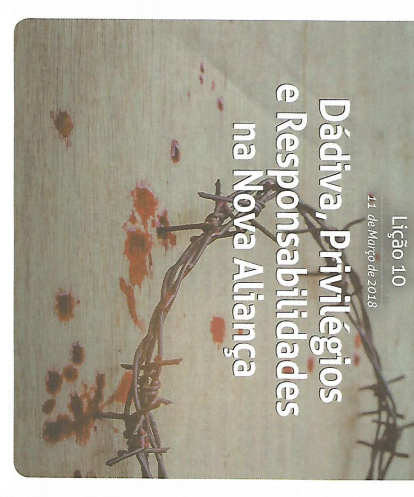 Lição 10
11 de Março de 2018
Dádiva, Privilégios
e Responsabilidades
na Nova Aliança